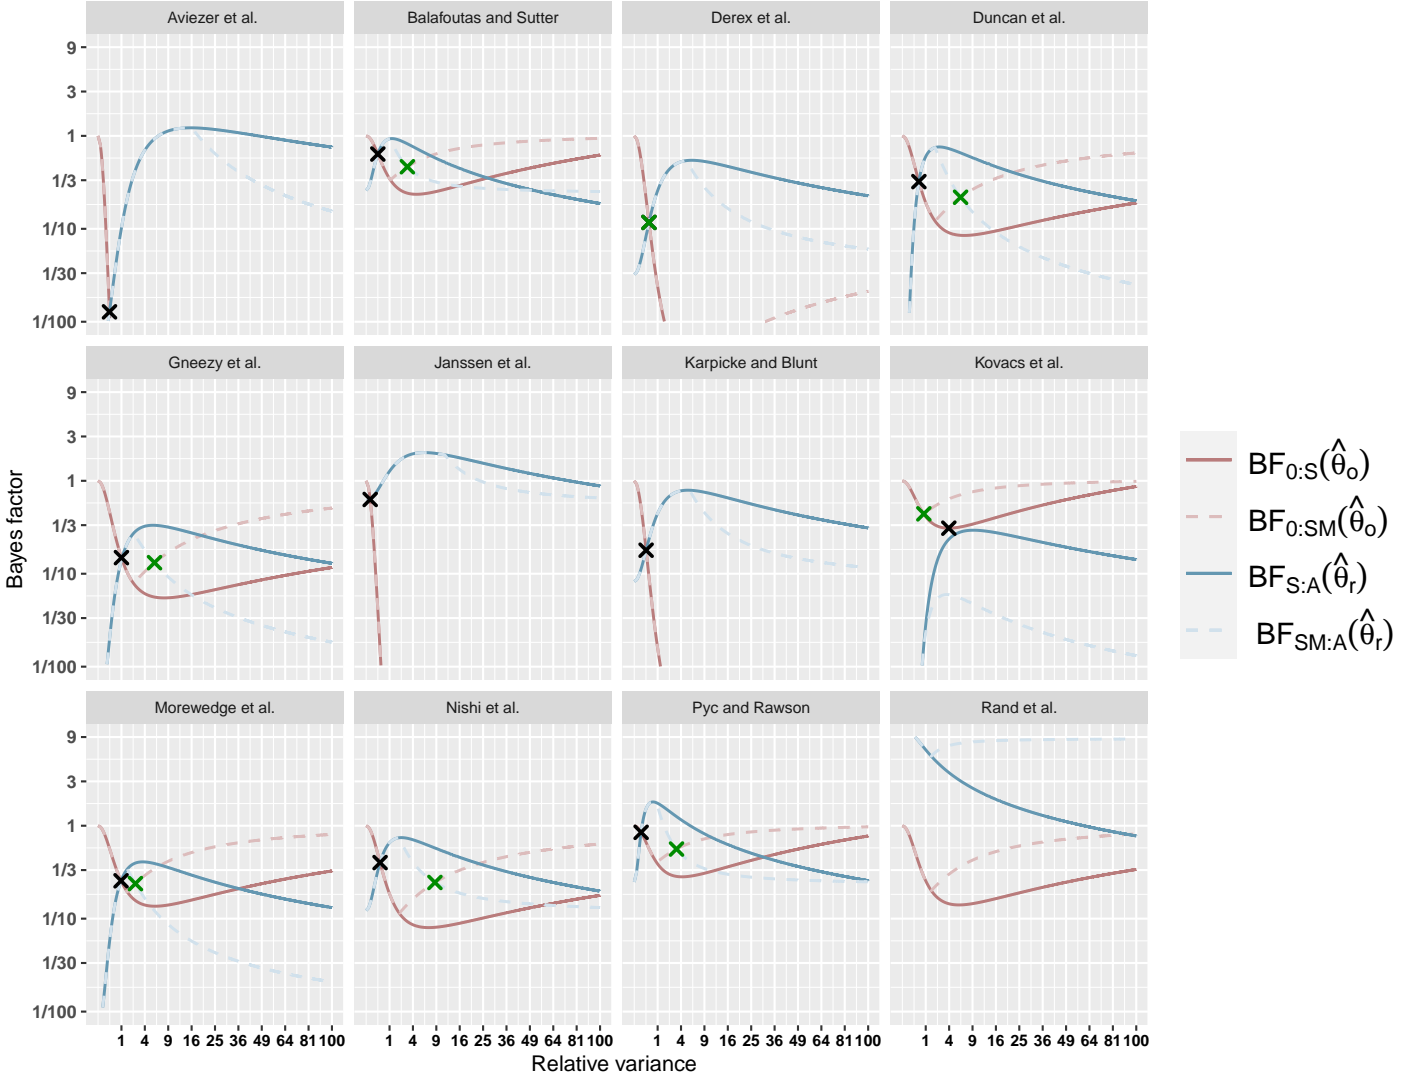 Aviezer et al.
Balafoutas and Sutter
Derex et al.
Duncan et al.
9
3
1
1/3
1/10
1/30
1/100
Gneezy et al.
Janssen et al.
Karpicke and Blunt
Kovacs et al.
9
3
1
1/3
1/10
1/30
1/100
Morewedge et al.
Nishi et al.
Pyc and Rawson
Rand et al.
9
3
1
1/3
1/10
1/30
1/100
1 4 9 16 25 36 49 64 81 100
1 4 9 16 25 36 49 64 81 100
1 4 9 16 25 36 49 64 81 100
1 4 9 16 25 36 49 64 81 100
Relative variance
Bayes factor
BF0:S(θ̂o)
BF0:SM(θ̂o)
BFS:A(θ̂r)
BFSM:A(θ̂r)